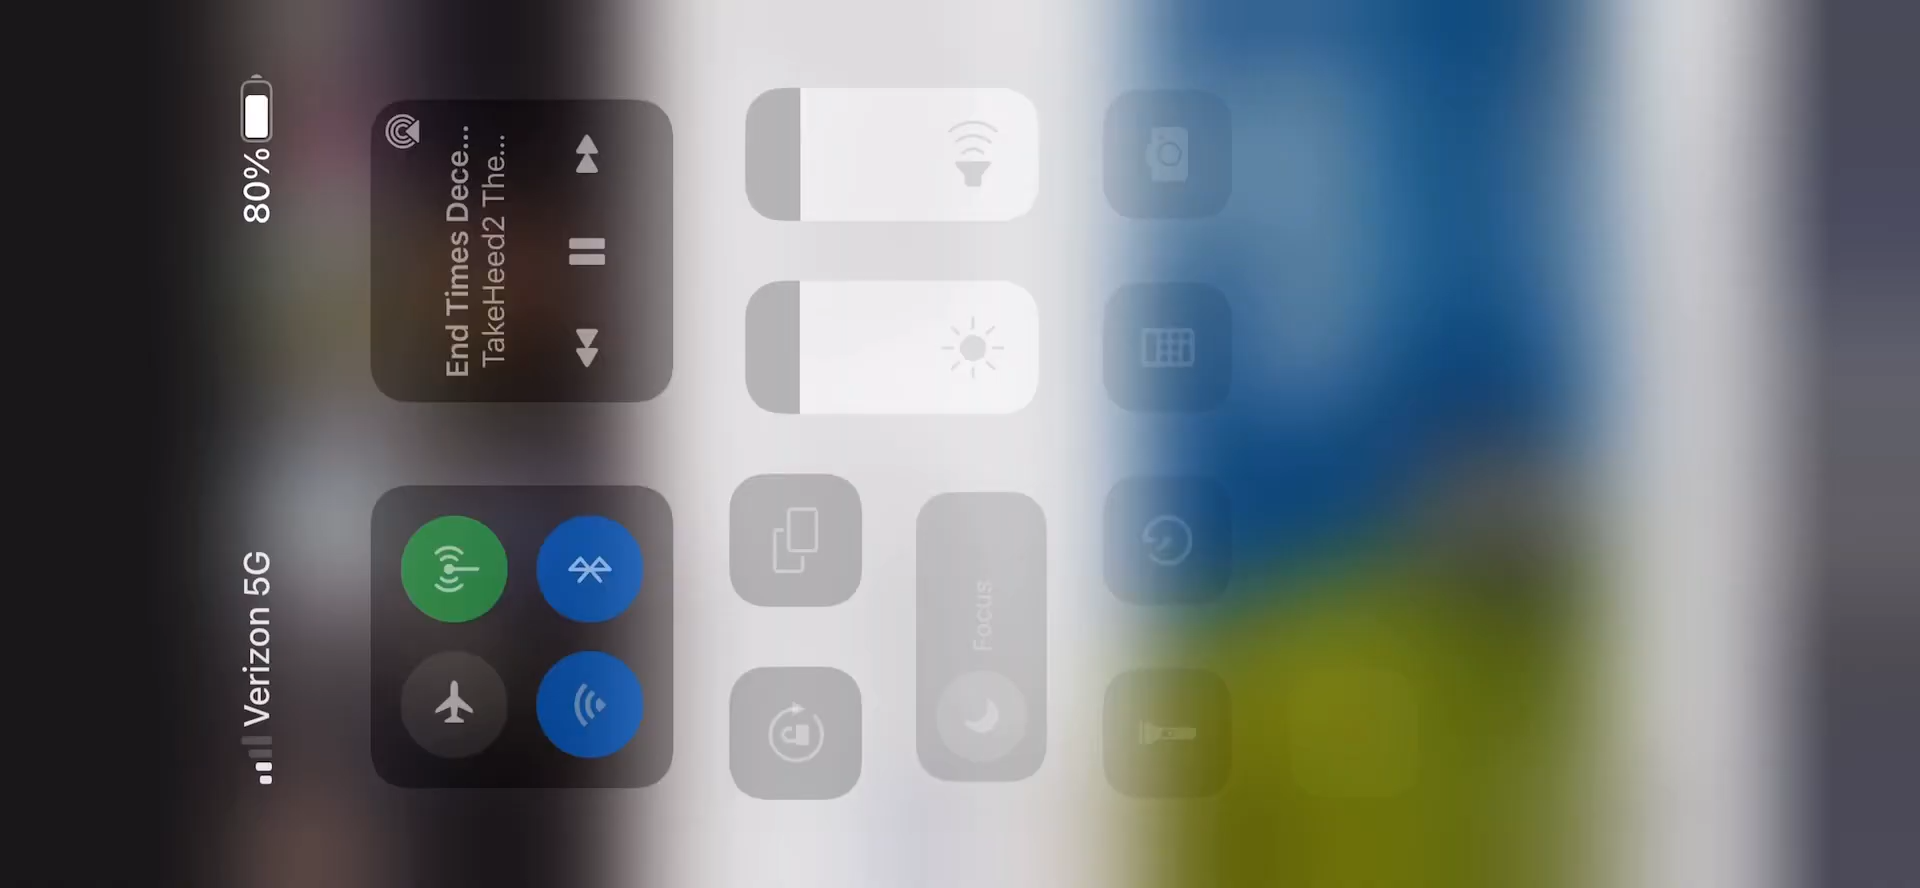 Verizon 5G
80%
End Times Dece...
TakeHeed2 The...
Focus